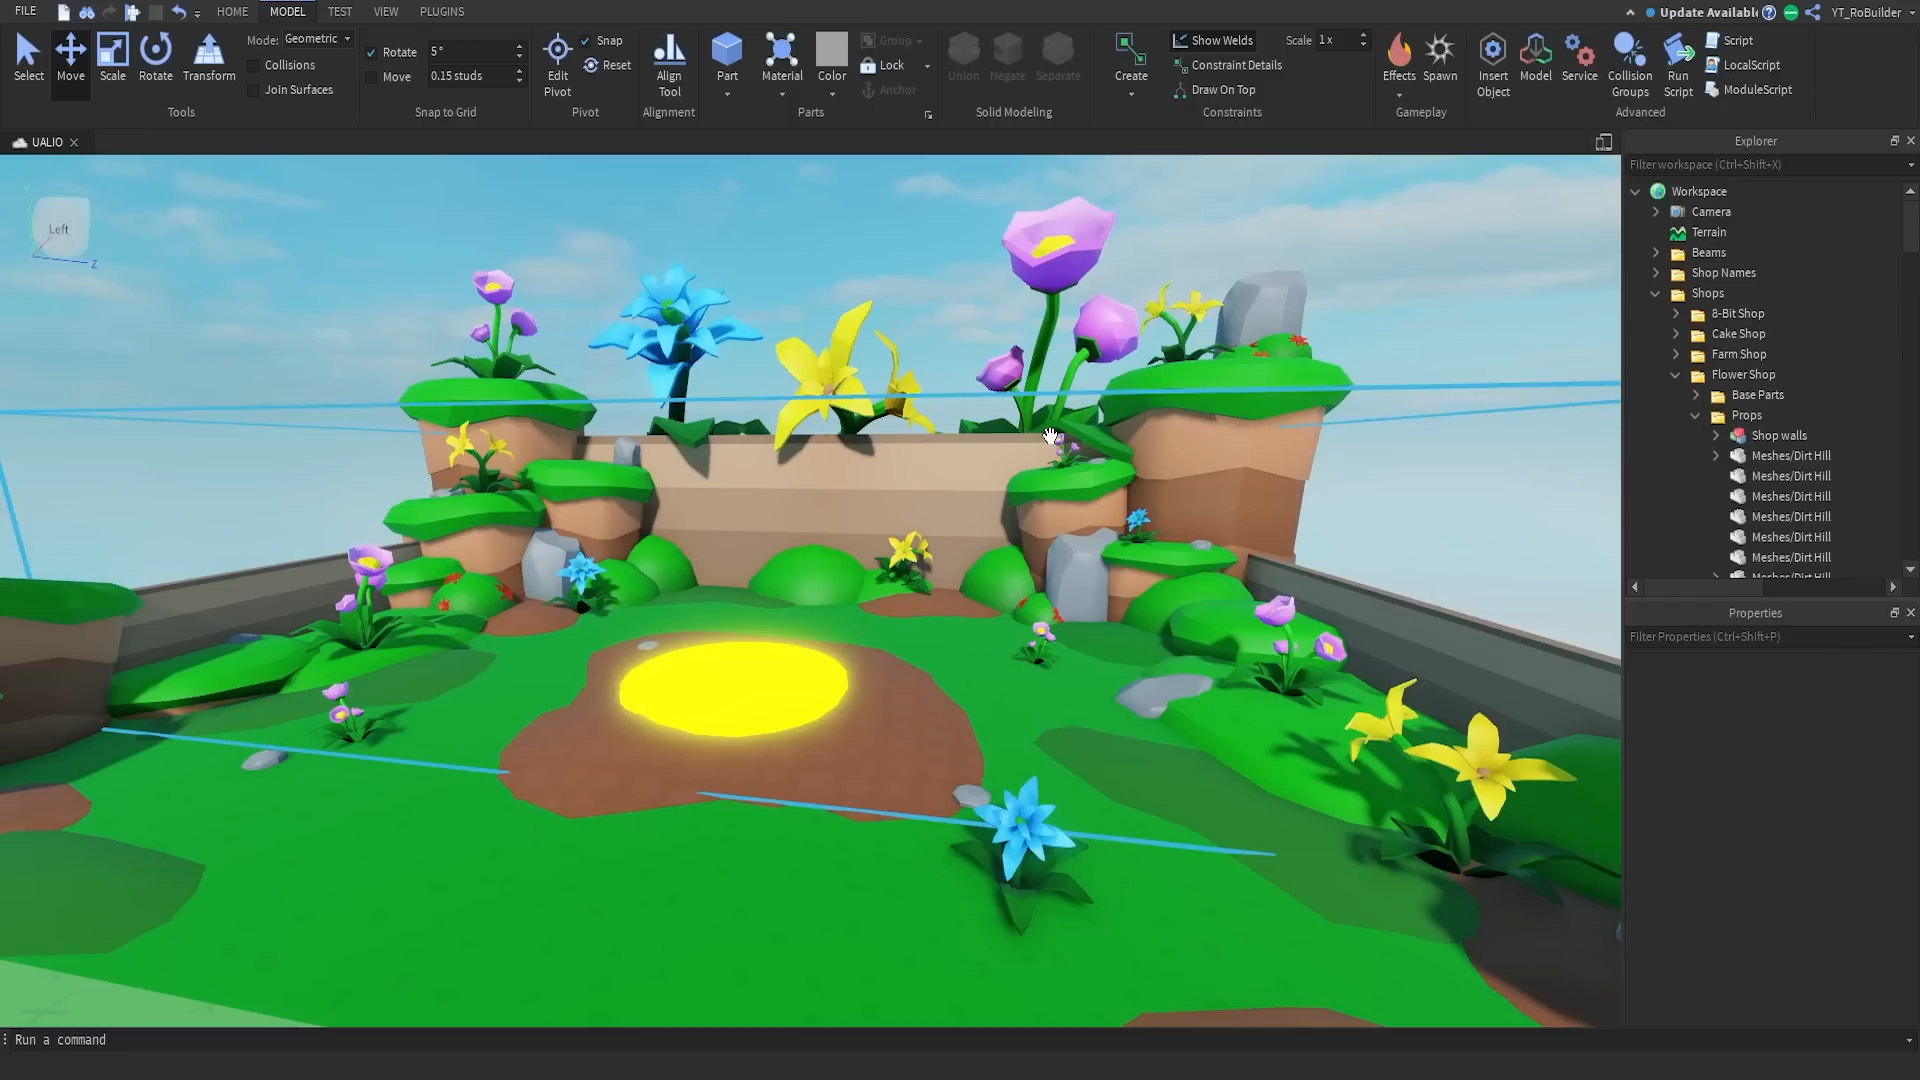 FILE HOME MODEL TEST VIEW PLUGINS Update Availabl YT_RoBuilder
Select Move Scale Rotate Transform
Mode: Geometric
Collisions
Join Surfaces
Tools
Rotate 5°
Move 0.15 studs
Snap to Grid
Edit Pivot
Snap
Reset
Pivot
Align Tool
Alignment
Part Material Color
Group
Lock
Anchor
Parts
Union Negate Separate
Solid Modeling
Create
Show Welds Scale 1x
Constraint Details
Draw On Top
Constraints
Effects Spawn
Gameplay
Insert Object
Model
Service
Collision Groups
Run Script
Script
LocalScript
ModuleScript
Advanced
UALIO
Y
Left
Z
Explorer
Filter workspace (Ctrl+Shift+X)
Workspace
Camera
Terrain
Beams
Shop Names
Shops
8-Bit Shop
Cake Shop
Farm Shop
Flower Shop
Base Parts
Props
Shop walls
Meshes/Dirt Hill
Meshes/Dirt Hill
Meshes/Dirt Hill
Meshes/Dirt Hill
Meshes/Dirt Hill
Meshes/Dirt Hill
Meshes/Dirt Hill
Properties
Filter Properties (Ctrl+Shift+P)
Run a command